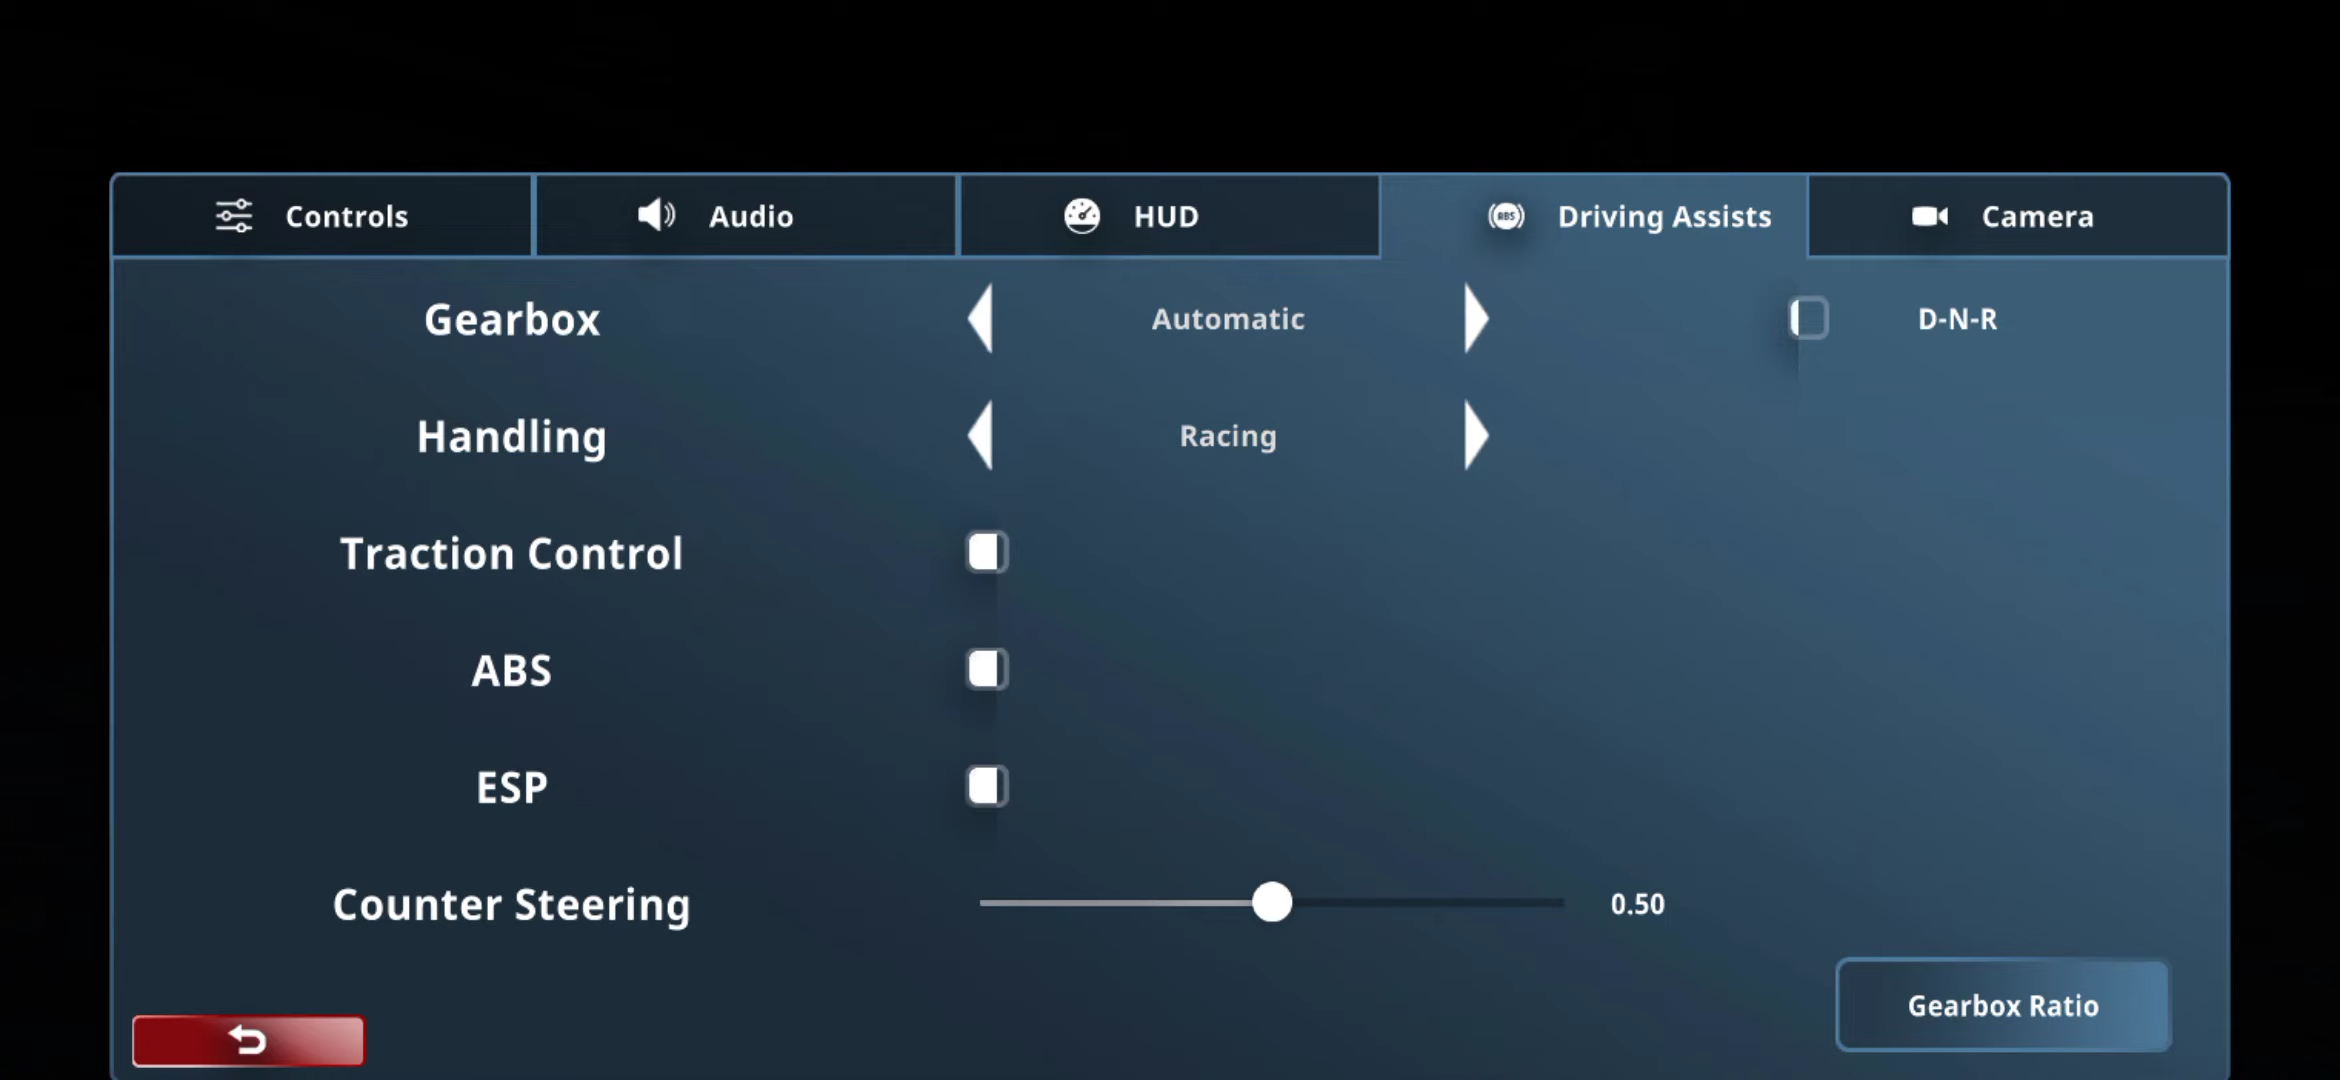 Controls
Audio
HUD
ABS
Driving Assists
Camera
Gearbox
Automatic
D-N-R
Handling
Racing
Traction Control
ABS
ESP
Counter Steering
0.50
Gearbox Ratio